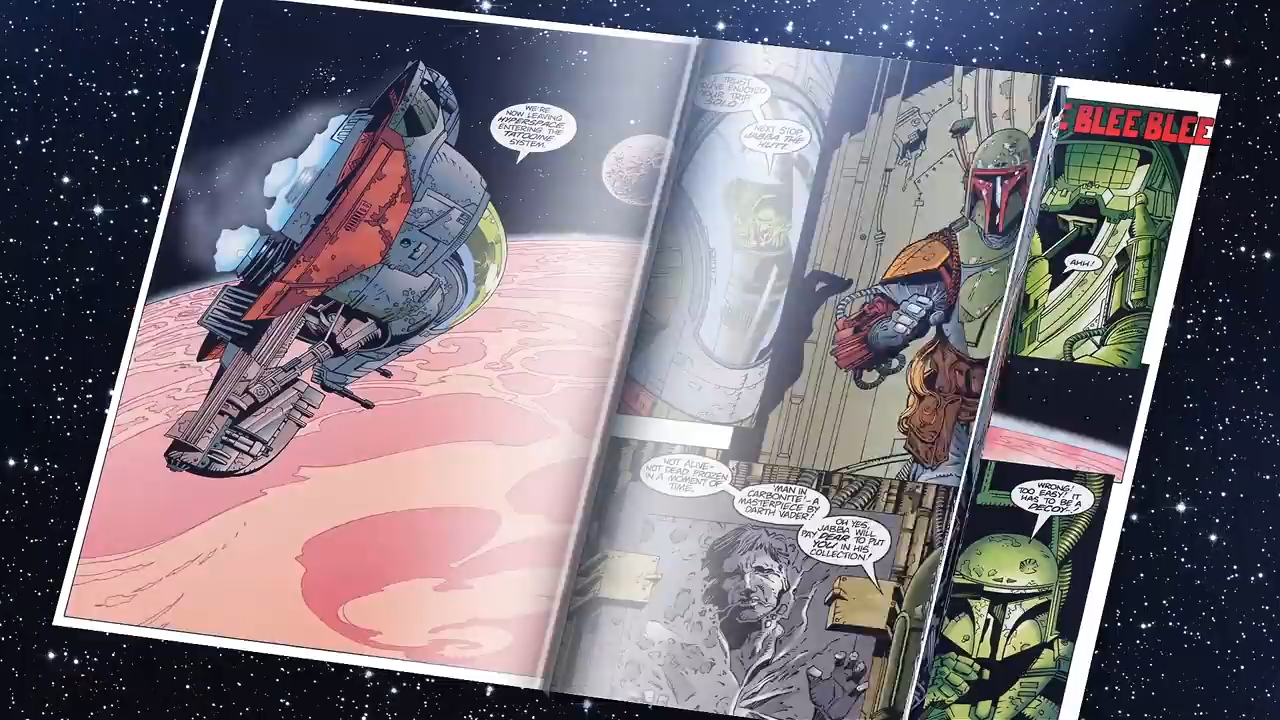 WE'RE
NOW LEAVING
HYPERSPACE
ENTERING THE
TATOOINE
SYSTEM.
I TRUST
YOU'VE ENJOYED
YOUR TRIP,
SOLO!
NEXT STOP
JABBA THE
HUTT.
NOT ALIVE--
NOT DEAD, FROZEN
IN A MOMENT OF
TIME.
'MAN IN
CARBONITE'--A
MASTERPIECE BY
DARTH VADER!
OH YES,
JABBA WILL
PAY DEAR TO PUT
YOU IN HIS
COLLECTION!
BLEE BLEE
AHH!
WRONG!
TOO EASY! IT
HAS TO BE A
DECOY--